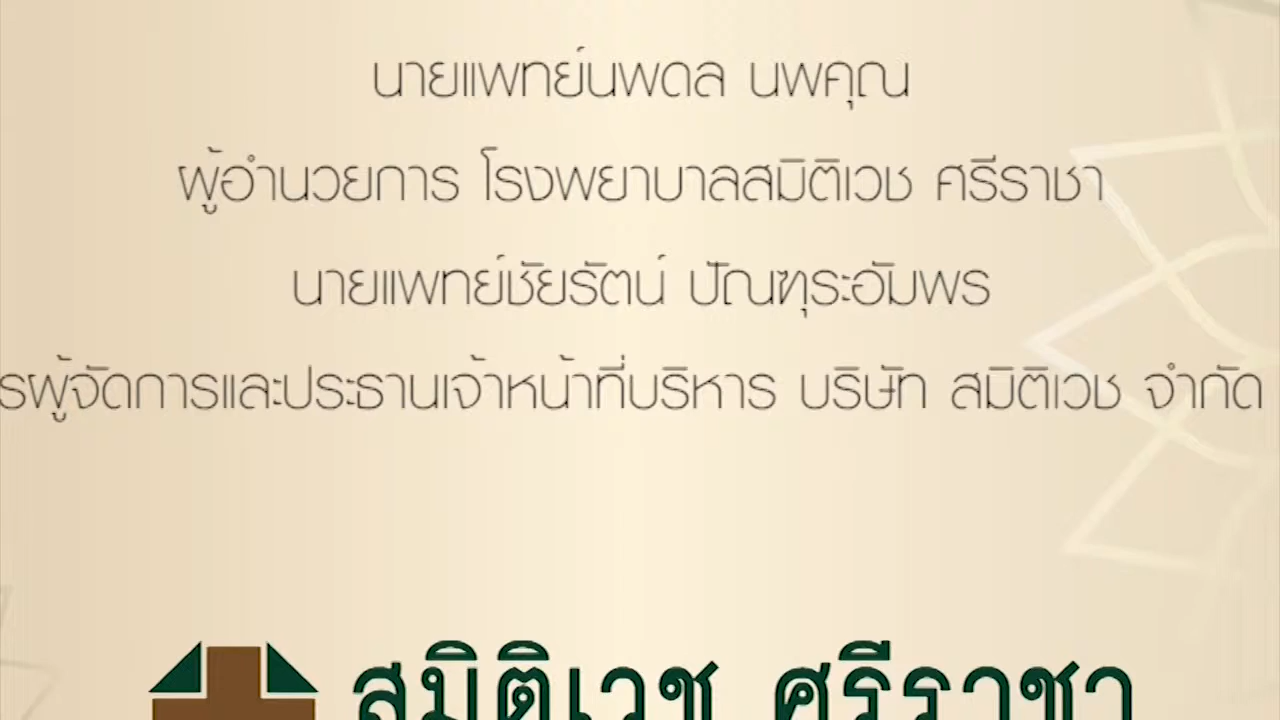 นายแพทย์นพดล นพคุณ
ผู้อำนวยการ โรงพยาบาลสมิติเวช ศรีราชา
นายแพทย์ชัยรัตน์ ปัณฑุระอัมพร
รผู้จัดการและประธานเจ้าหน้าที่บริหาร บริษัท สมิติเวช จำกัด
สมิติเวช ศรีราชา